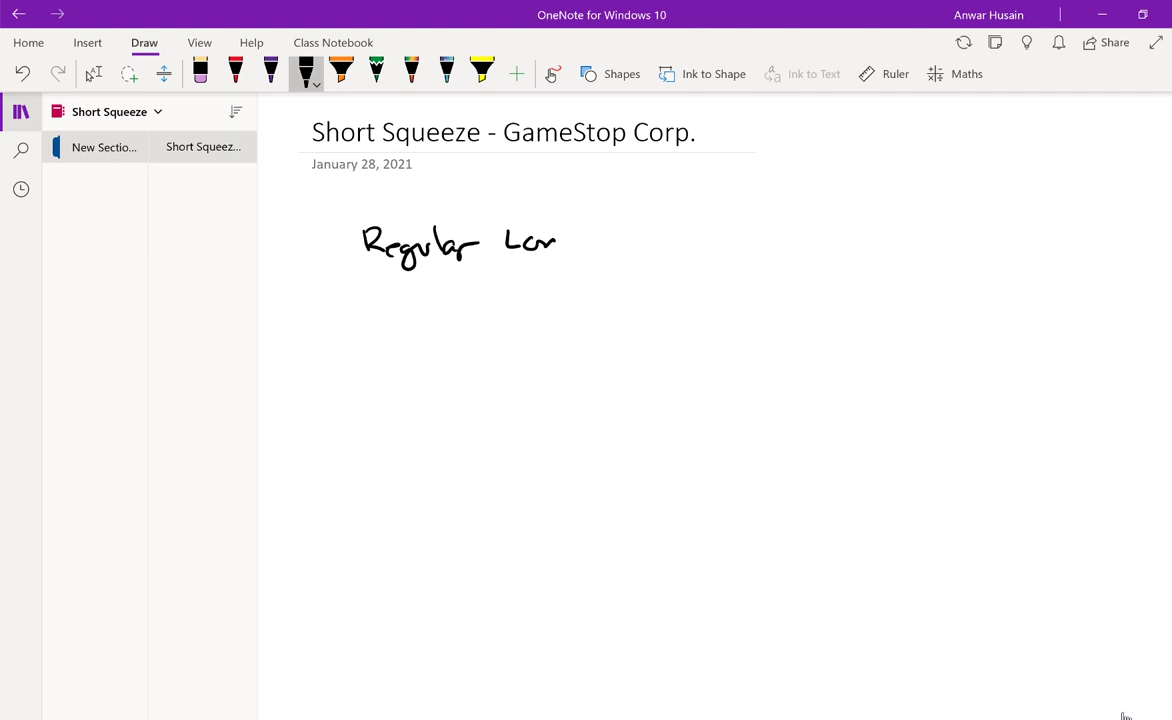 OneNote for Windows 10
Anwar Husain
Home Insert Draw View Help Class Notebook
Share
Shapes Ink to Shape Ink to Text Ruler Maths
Short Squeeze
New Sectio...
Short Squeez...
Short Squeeze - GameStop Corp.
January 28, 2021
Regular Lon